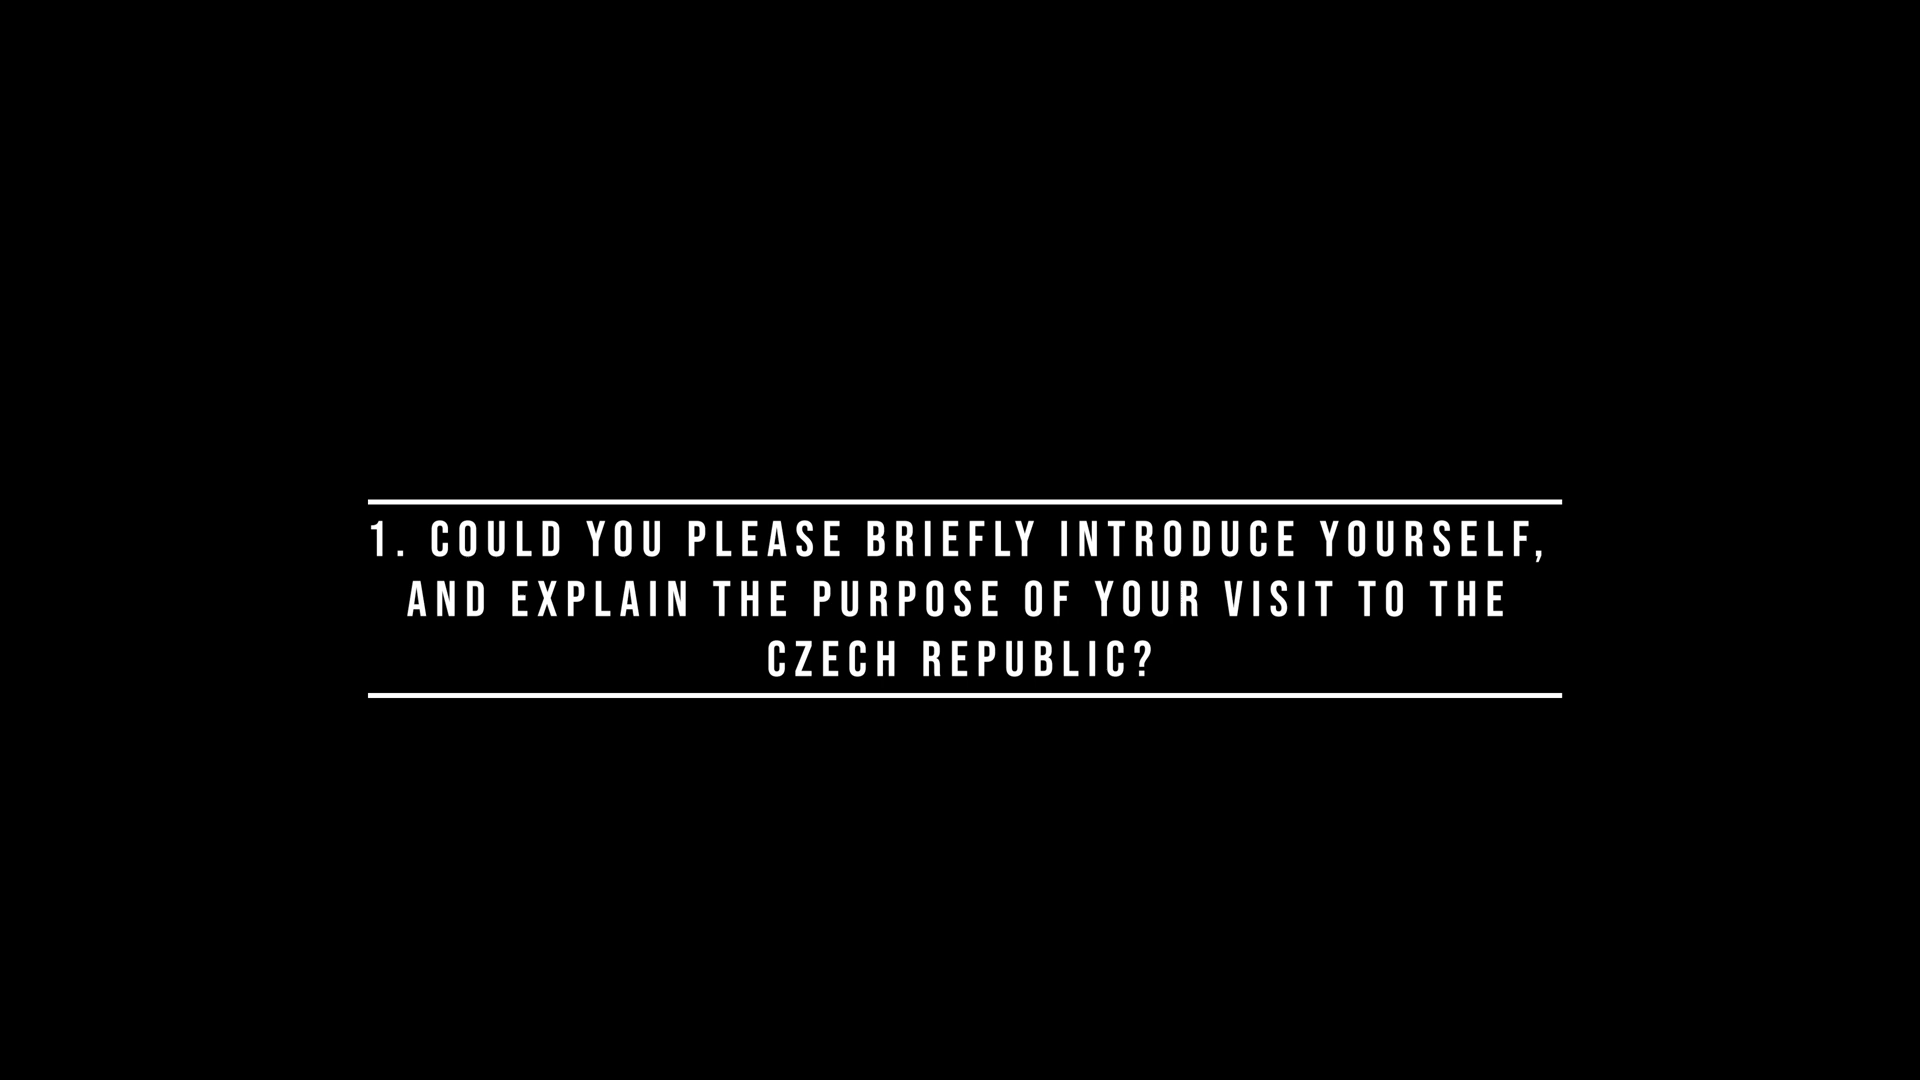 1. COULD YOU PLEASE BRIEFLY INTRODUCE YOURSELF,
AND EXPLAIN THE PURPOSE OF YOUR VISIT TO THE
CZECH REPUBLIC?